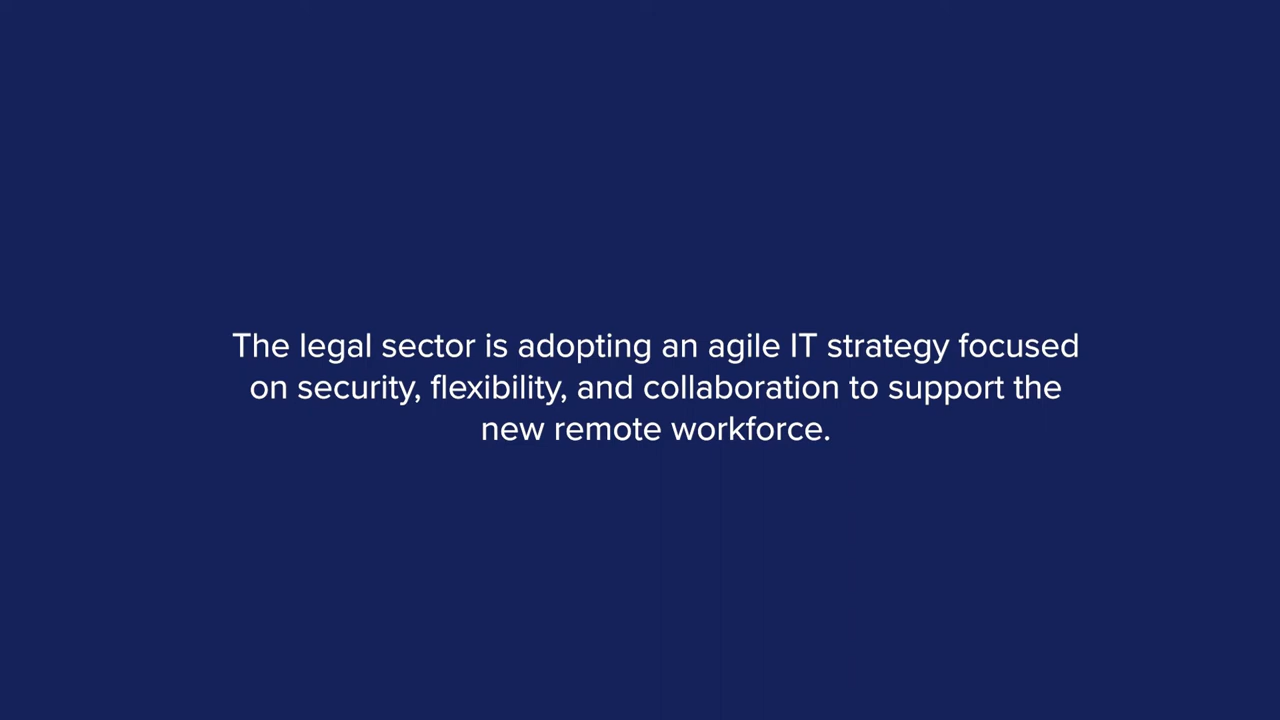 The legal sector is adopting an agile IT strategy focused
on security, flexibility, and collaboration to support the
new remote workforce.